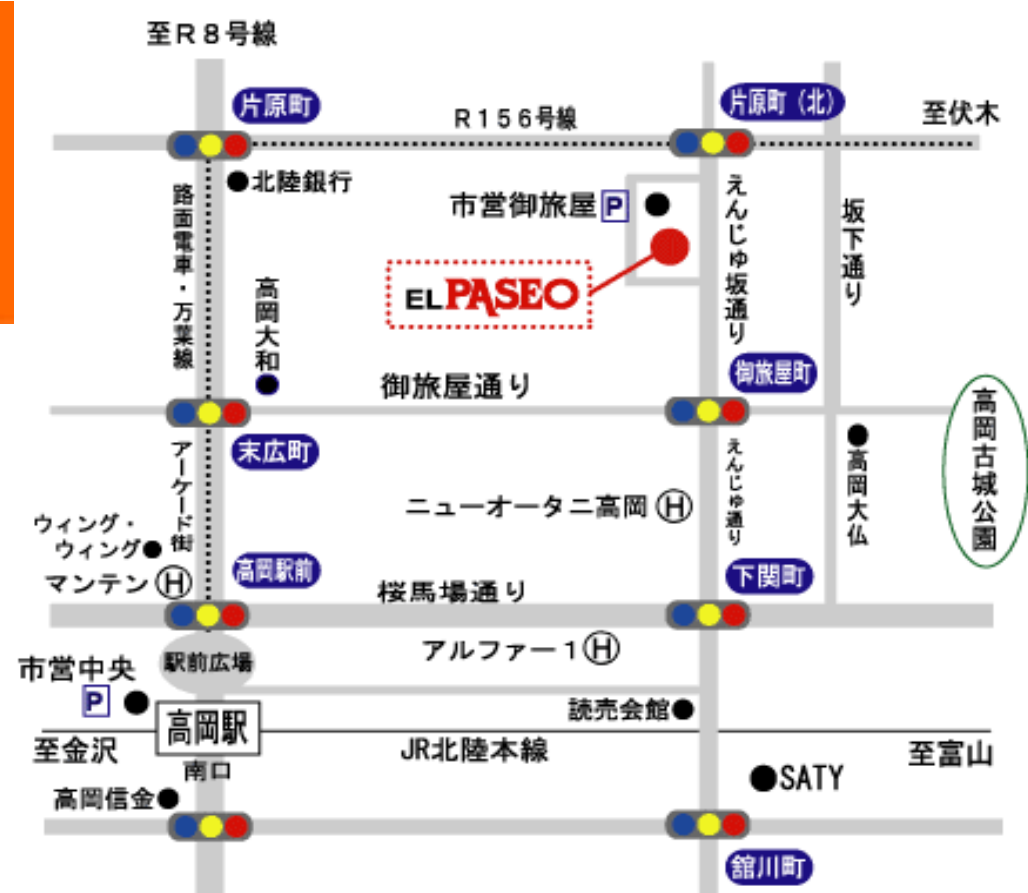 至R8号線
片原町
片原町（北）
R156号線
至伏木
北陸銀行
市営御旅屋 P
えんじゅ坂通り
坂下通り
路面電車・万葉線
高岡大和
EL PASEO
御旅屋通り
御旅屋町
末広町
高岡古城公園
アーケード街
えんじゅ通り
高岡大仏
ニューオータニ高岡 H
ウィング・
ウィング
マンテン H
高岡駅前
桜馬場通り
下関町
駅前広場
アルファー1 H
市営中央
P
読売会館
高岡駅
至金沢
JR北陸本線
至富山
南口
SATY
高岡信金
舘川町